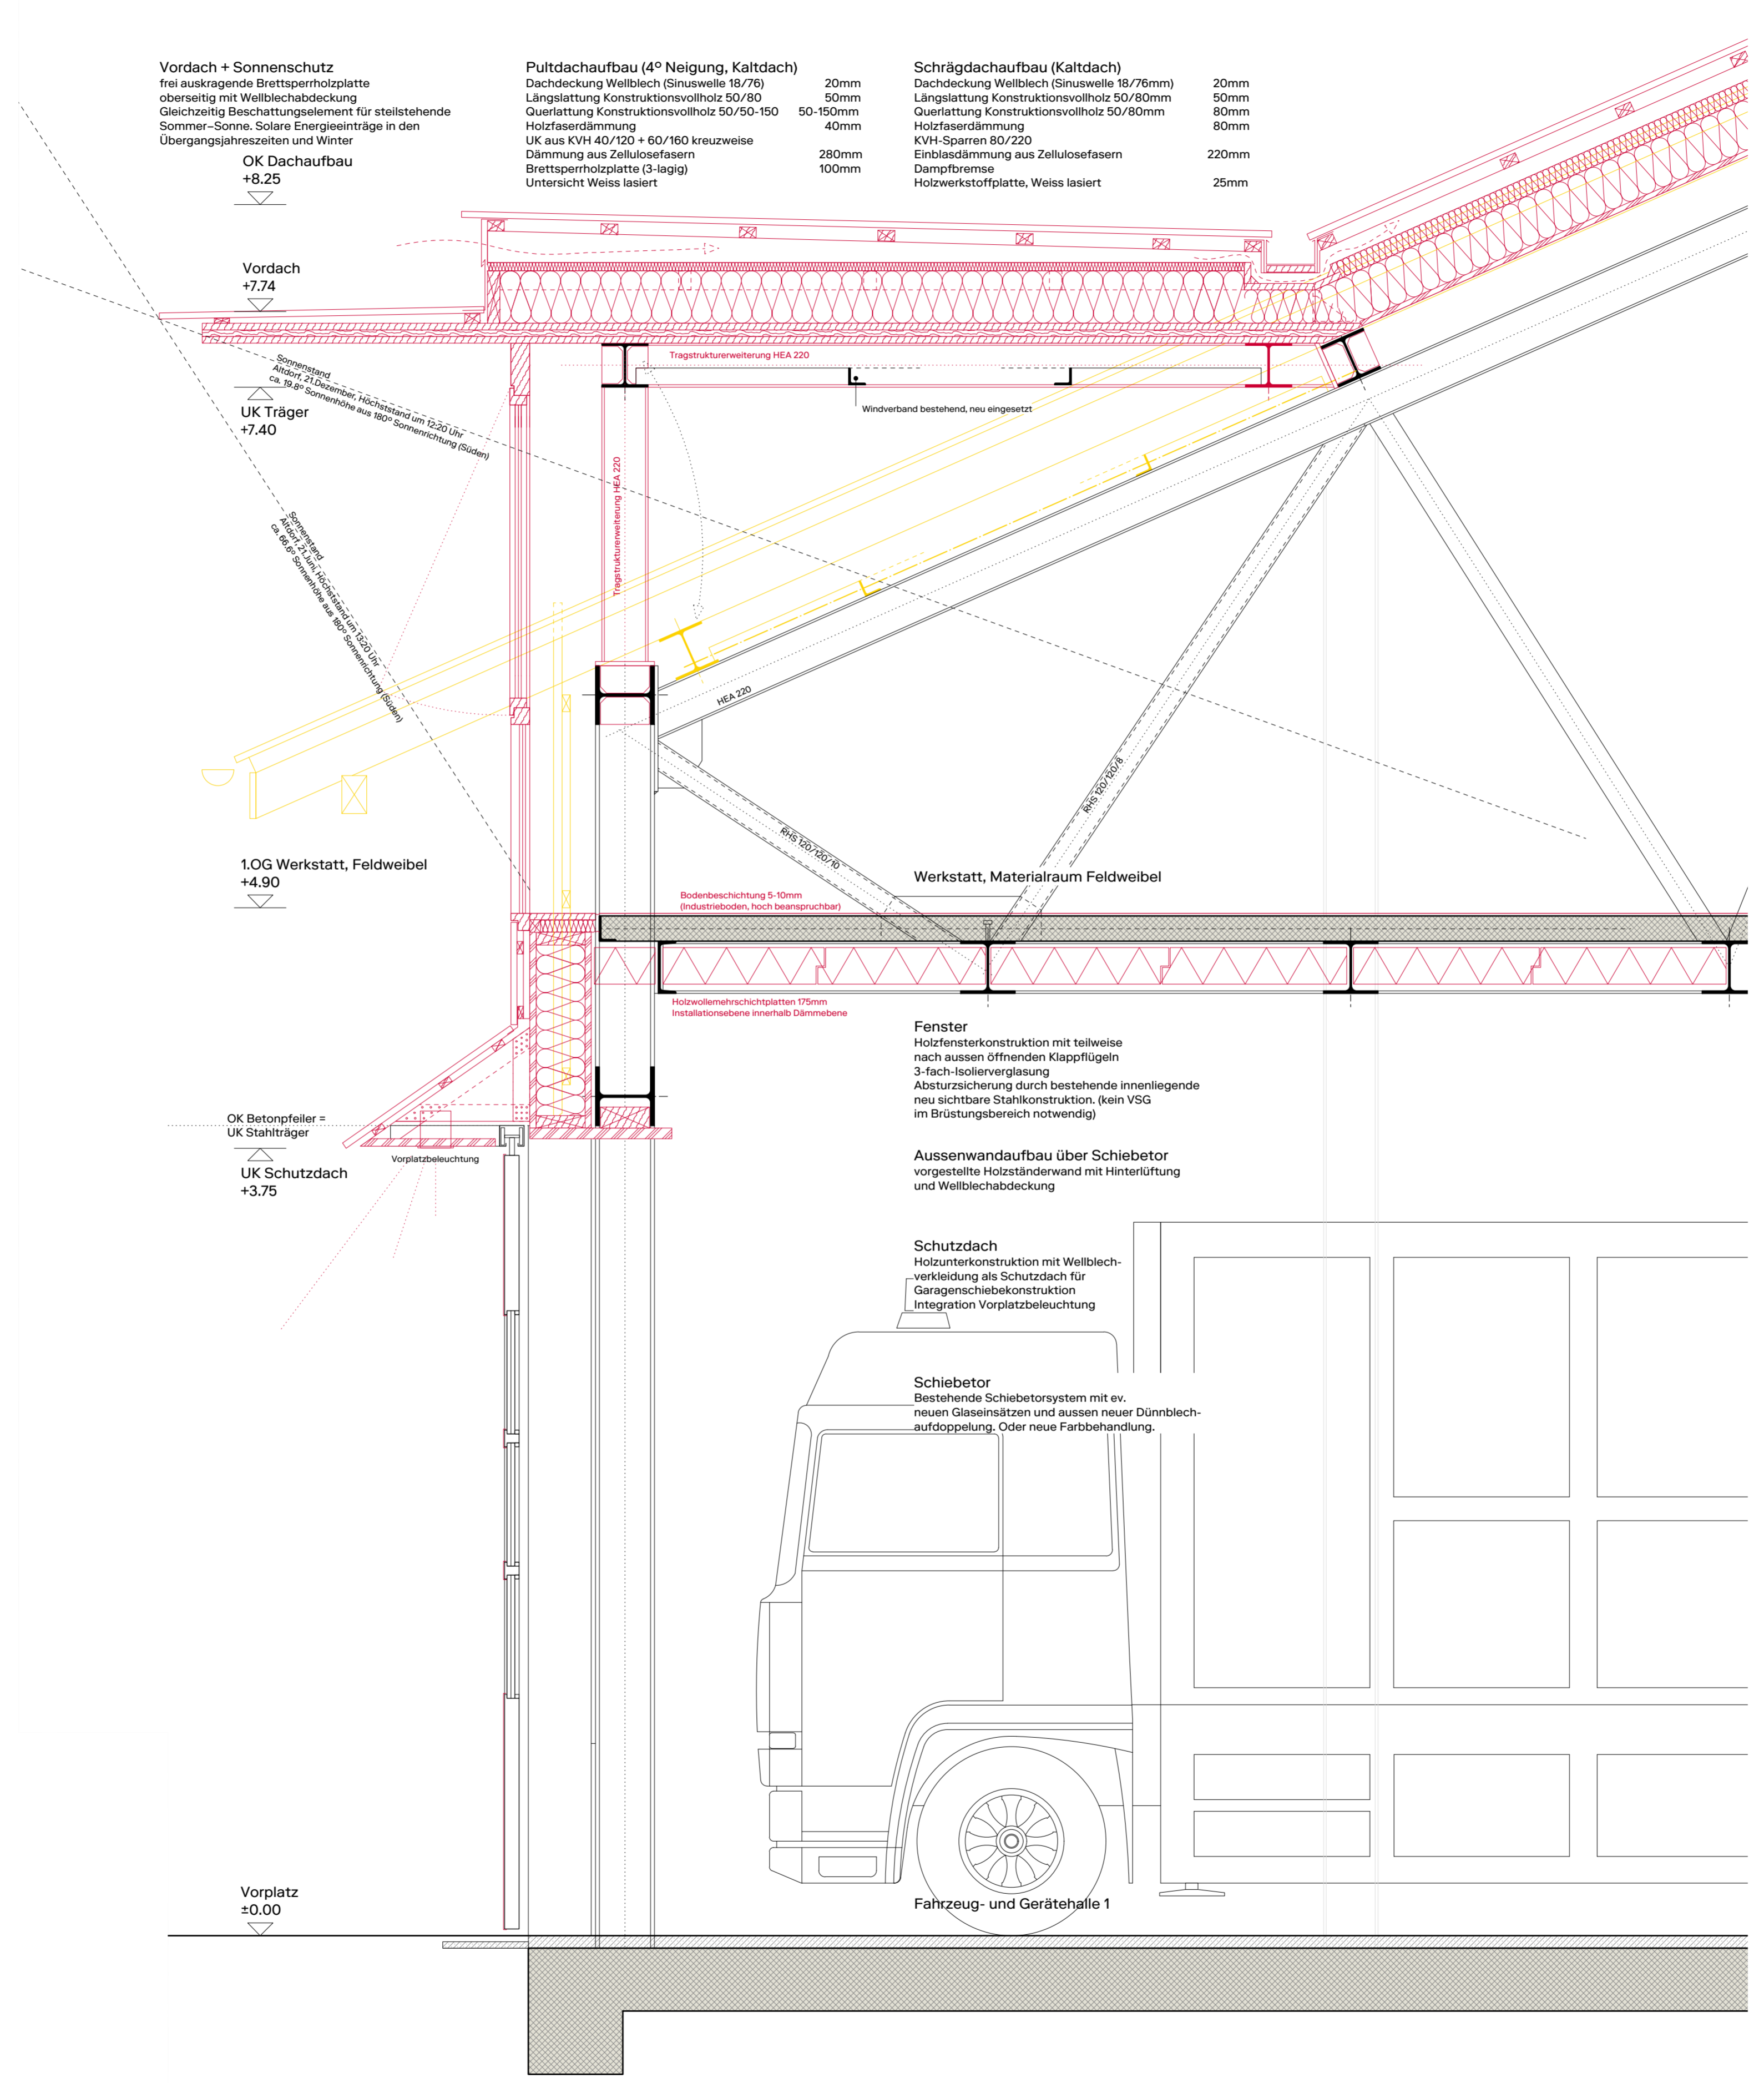 Vordach + Sonnenschutz
frei auskragende Brettsperrholzplatte
oberseitig mit Wellblechabdeckung
Gleichzeitig Beschattungselement für steilstehende
Sommer–Sonne. Solare Energieeinträge in den
Übergangsjahreszeiten und Winter
Pultdachaufbau (4° Neigung, Kaltdach)
Dachdeckung Wellblech (Sinuswelle 18/76) 20mm
Längslattung Konstruktionsvollholz 50/80 50mm
Querlattung Konstruktionsvollholz 50/50-150 50-150mm
Holzfaserdämmung 40mm
UK aus KVH 40/120 + 60/160 kreuzweise
Dämmung aus Zellulosefasern 280mm
Brettsperrholzplatte (3-lagig) 100mm
Untersicht Weiss lasiert
Schrägdachaufbau (Kaltdach)
Dachdeckung Wellblech (Sinuswelle 18/76mm) 20mm
Längslattung Konstruktionsvollholz 50/80mm 50mm
Querlattung Konstruktionsvollholz 50/80mm 80mm
Holzfaserdämmung 80mm
KVH-Sparren 80/220
Einblasdämmung aus Zellulosefasern 220mm
Dampfbremse
Holzwerkstoffplatte, Weiss lasiert 25mm
OK Dachaufbau
+8.25
Vordach
+7.74
Tragstrukturerweiterung HEA 220
Sonnenstand
Altdorf, 21.Dezember, Höchststand um 12:20 Uhr
ca. 19.8° Sonnenhöhe aus 180° Sonnenrichtung (Süden)
UK Träger
+7.40
Windverband bestehend, neu eingesetzt
Tragstrukturerweiterung HEA 220
Sonnenstand
Altdorf, 21.Juni, Höchststand um 13:20 Uhr
ca. 66.6° Sonnenhöhe aus 180° Sonnenrichtung (Süden)
HEA 220
RHS 120/120/8
RHS 120/120/10
1.OG Werkstatt, Feldweibel
+4.90
Werkstatt, Materialraum Feldweibel
Bodenbeschichtung 5-10mm
(Industrieboden, hoch beanspruchbar)
Holzwollemehrschichtplatten 175mm
Installationsebene innerhalb Dämmebene
Fenster
Holzfensterkonstruktion mit teilweise
nach aussen öffnenden Klappflügeln
3-fach-Isolierverglasung
Absturzsicherung durch bestehende innenliegende
neu sichtbare Stahlkonstruktion. (kein VSG
im Brüstungsbereich notwendig)
OK Betonpfeiler =
UK Stahlträger
Vorplatzbeleuchtung
UK Schutzdach
+3.75
Aussenwandaufbau über Schiebetor
vorgestellte Holzständerwand mit Hinterlüftung
und Wellblechabdeckung
Schutzdach
Holzunterkonstruktion mit Wellblech-
verkleidung als Schutzdach für
Garagenschiebekonstruktion
Integration Vorplatzbeleuchtung
Schiebetor
Bestehende Schiebetorsystem mit ev.
neuen Glaseinsätzen und aussen neuer Dünnblech-
aufdoppelung. Oder neue Farbbehandlung.
Vorplatz
±0.00
Fahrzeug- und Gerätehalle 1